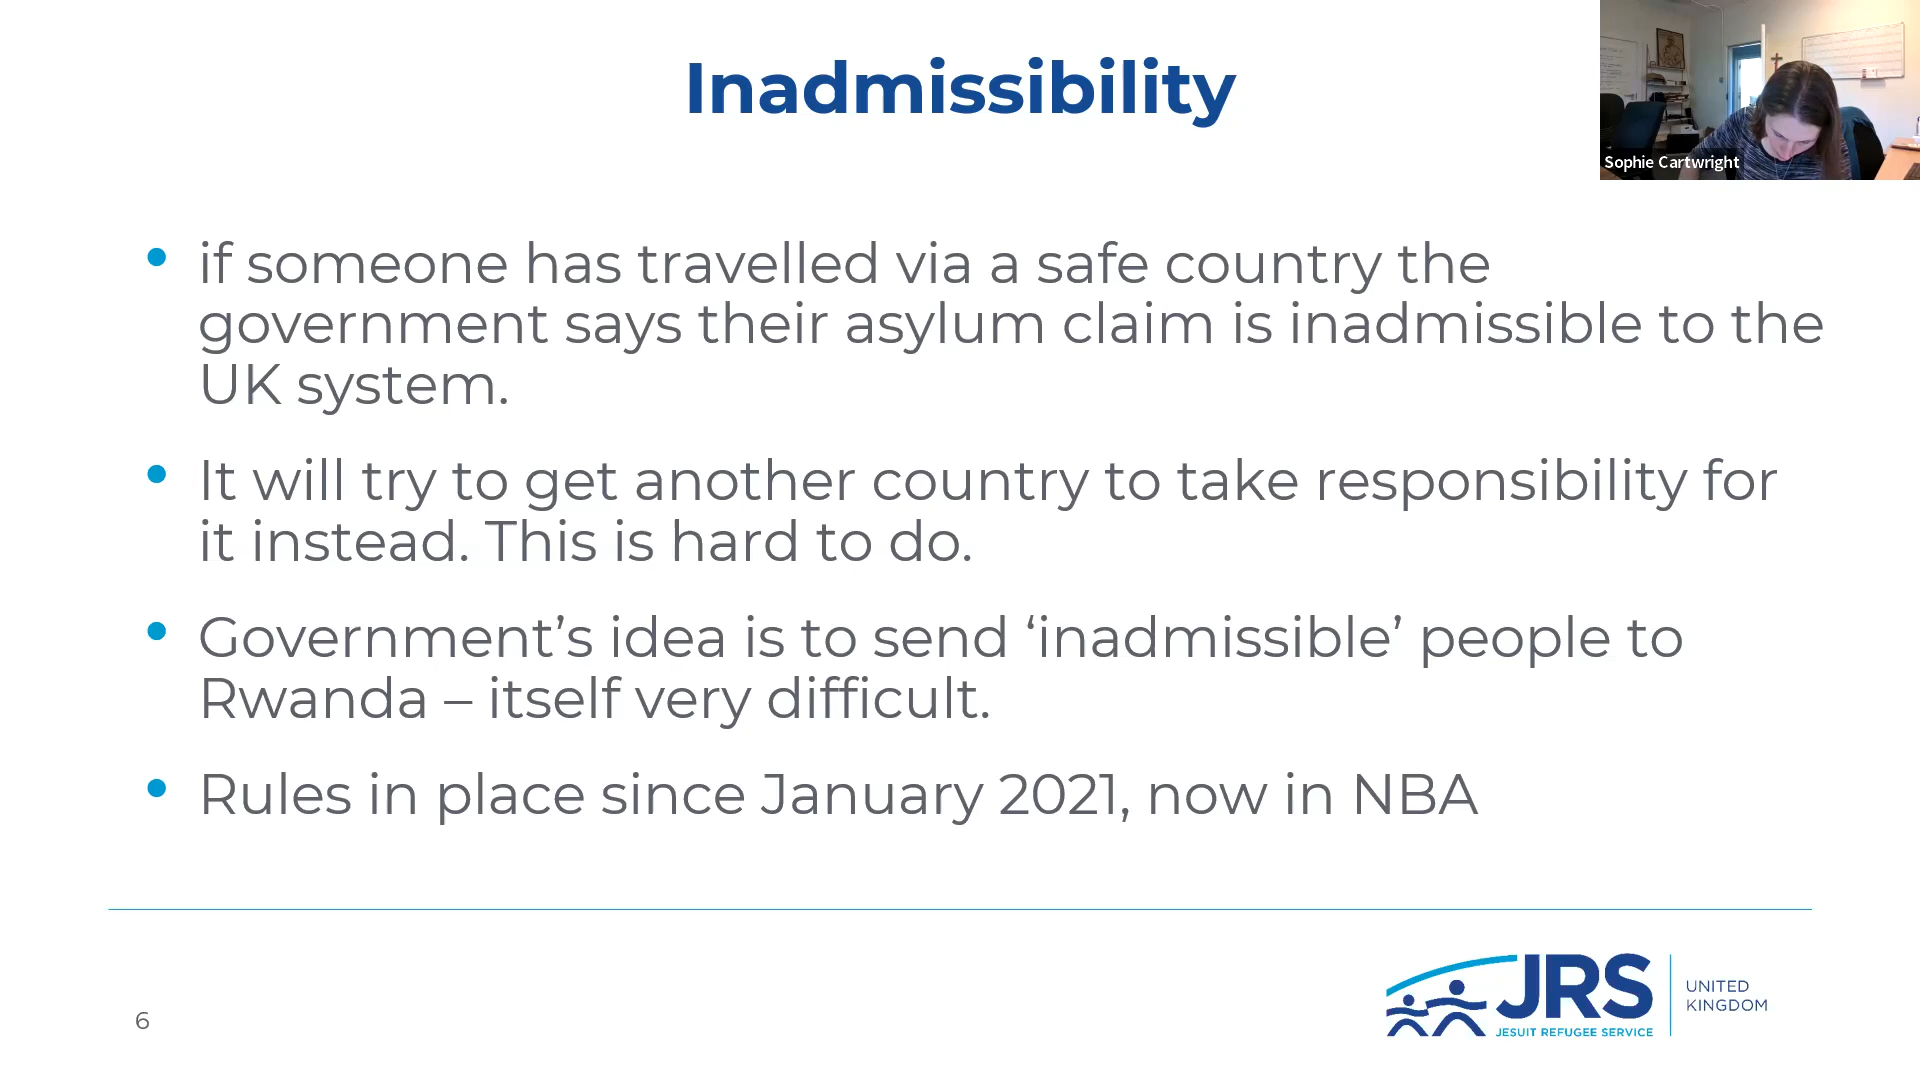 Inadmissibility
Sophie Cartwright
• if someone has travelled via a safe country the
government says their asylum claim is inadmissible to the
UK system.
• It will try to get another country to take responsibility for
it instead. This is hard to do.
• Government’s idea is to send ‘inadmissible’ people to
Rwanda – itself very difficult.
• Rules in place since January 2021, now in NBA
6
JRS
JESUIT REFUGEE SERVICE
UNITED
KINGDOM